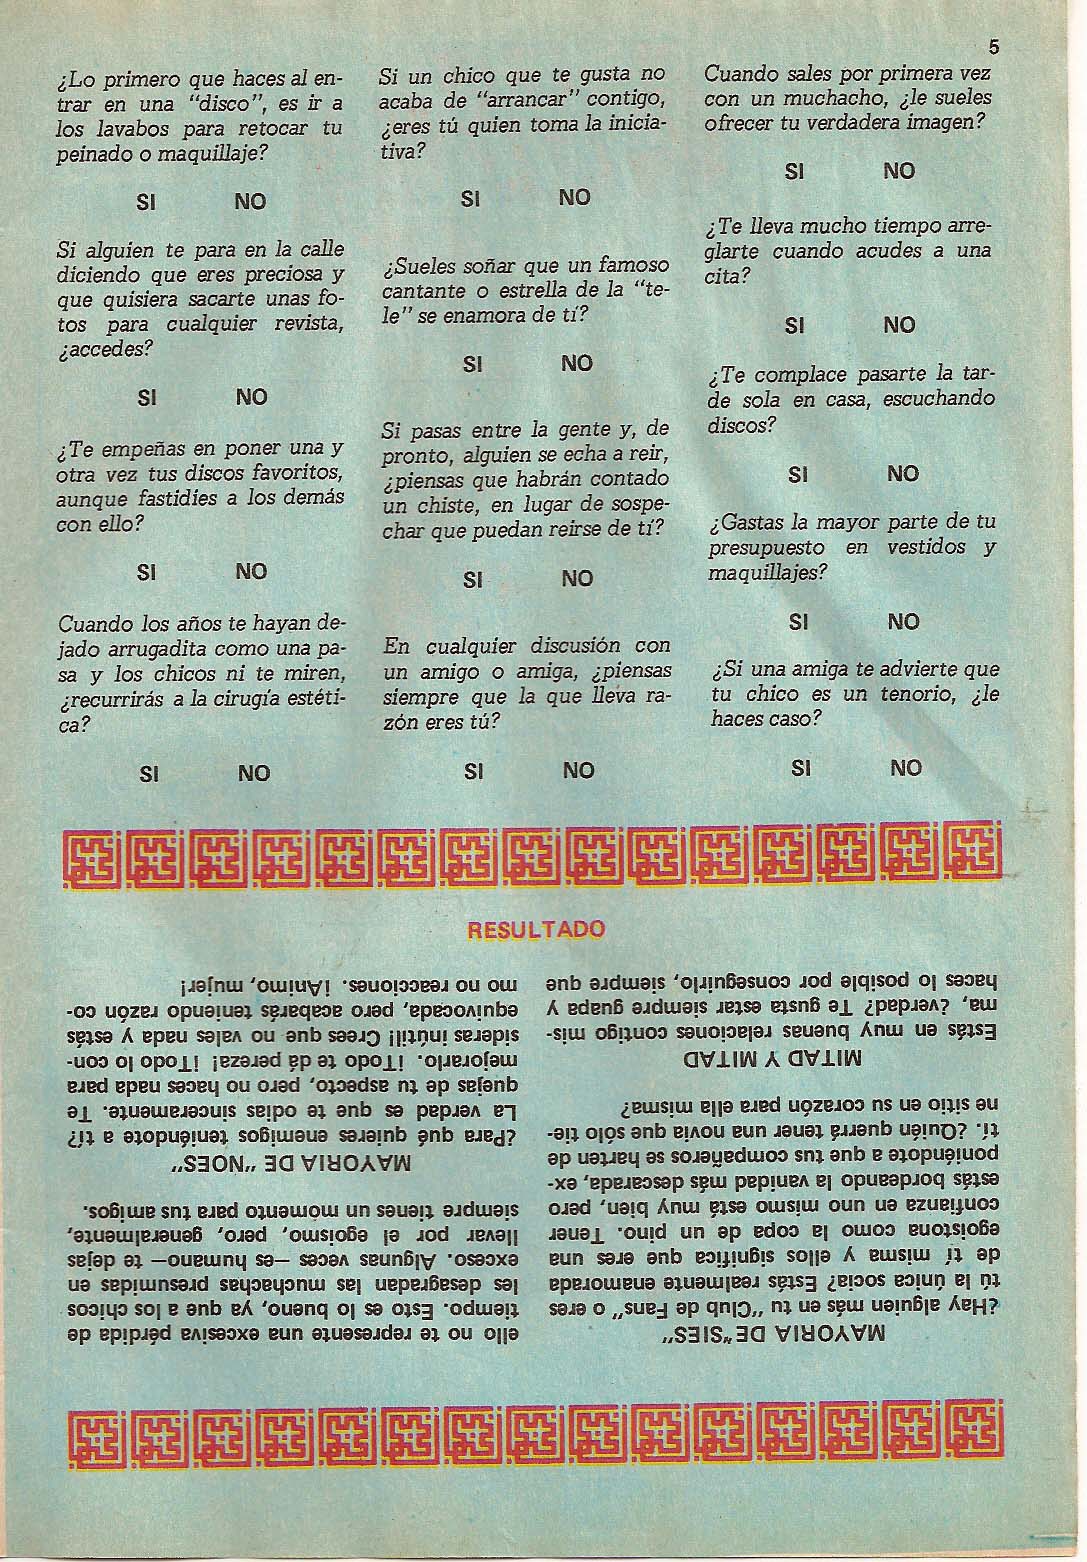 5
¿Lo primero que haces al en-
trar en una "disco", es ir a
los lavabos para retocar tu
peinado o maquillaje?
SI NO
Si alguien te para en la calle
diciendo que eres preciosa y
que quisiera sacarte unas fo-
tos para cualquier revista,
¿accedes?
SI NO
¿Te empeñas en poner una y
otra vez tus discos favoritos,
aunque fastidies a los demás
con ello?
SI NO
Cuando los años te hayan de-
jado arrugadita como una pa-
sa y los chicos ni te miren,
¿recurrirás a la cirugía estéti-
ca?
SI NO
Si un chico que te gusta no
acaba de "arrancar" contigo,
¿eres tú quien toma la inicia-
tiva?
SI NO
¿Sueles soñar que un famoso
cantante o estrella de la "te-
le" se enamora de tí?
SI NO
Si pasas entre la gente y, de
pronto, alguien se echa a reir,
¿piensas que habrán contado
un chiste, en lugar de sospe-
char que puedan reirse de tí?
SI NO
En cualquier discusión con
un amigo o amiga, ¿piensas
siempre que la que lleva ra-
zón eres tú?
SI NO
Cuando sales por primera vez
con un muchacho, ¿le sueles
ofrecer tu verdadera imagen?
SI NO
¿Te lleva mucho tiempo arre-
glarte cuando acudes a una
cita?
SI NO
¿Te complace pasarte la tar-
de sola en casa, escuchando
discos?
SI NO
¿Gastas la mayor parte de tu
presupuesto en vestidos y
maquillajes?
SI NO
¿Si una amiga te advierte que
tu chico es un tenorio, ¿le
haces caso?
SI NO
RESULTADO
MAYORIA DE "SIES"
¿Hay alguien más en tu "Club de Fans" o eres
tú la única socia? Estás realmente enamorada
de tí misma y ellos significa que eres una
egoistona como la copa de un pino. Tener
confianza en uno mismo está muy bien, pero
estás bordeando la vanidad más descarada, ex-
poniéndote a que tus compañeros se harten de
tí. ¿Quién querrá tener una novia que sólo tie-
ne sitio en su corazón para ella misma?
MITAD Y MITAD
Estás en muy buenas relaciones contigo mis-
ma, ¿verdad? Te gusta estar siempre guapa y
haces lo posible por conseguirlo, siempre que
ello no te represente una excesiva pérdida de
tiempo. Esto es lo bueno, ya que a los chicos
les desagradan las muchachas presumidas en
exceso. Algunas veces —es humano— te dejas
llevar por el egoismo, pero, generalmente,
siempre tienes un momento para tus amigos.
MAYORIA DE "NOES"
¿Para qué quieres enemigos teniéndote a tí?
La verdad es que te odias sinceramente. Te
quejas de tu aspecto, pero no haces nada para
mejorarlo. ¡Todo te dá pereza! ¡Todo lo con-
sideras inútil! Crees que no vales nada y estás
equivocada, pero acabarás teniendo razón co-
mo no reacciones. ¡Animo, mujer!